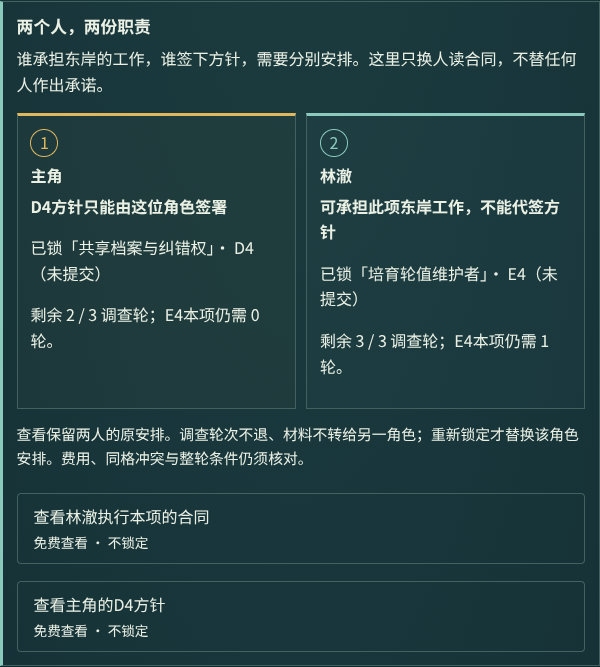 两个人，两份职责
谁承担东岸的工作，谁签下方针，需要分别安排。这里只换人读合同，不替任何
人作出承诺。
1
主角
D4方针只能由这位角色签署
已锁「共享档案与纠错权」· D4
（未提交）
剩余 2 / 3 调查轮；E4本项仍需 0
轮。
2
林澈
可承担此项东岸工作，不能代签方
针
已锁「培育轮值维护者」· E4（未
提交）
剩余 3 / 3 调查轮；E4本项仍需 1
轮。
查看保留两人的原安排。调查轮次不退、材料不转给另一角色；重新锁定才替换该角色
安排。费用、同格冲突与整轮条件仍须核对。
查看林澈执行本项的合同
免费查看 · 不锁定
查看主角的D4方针
免费查看 · 不锁定